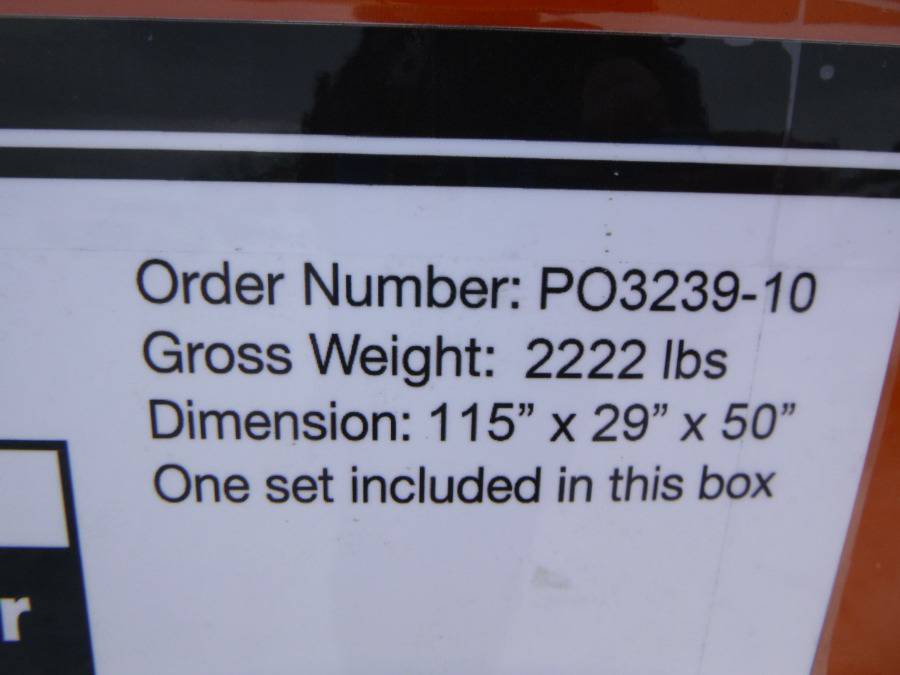 Order Number: PO3239-10
Gross Weight: 2222 lbs
Dimension: 115” x 29” x 50”
One set included in this box
r